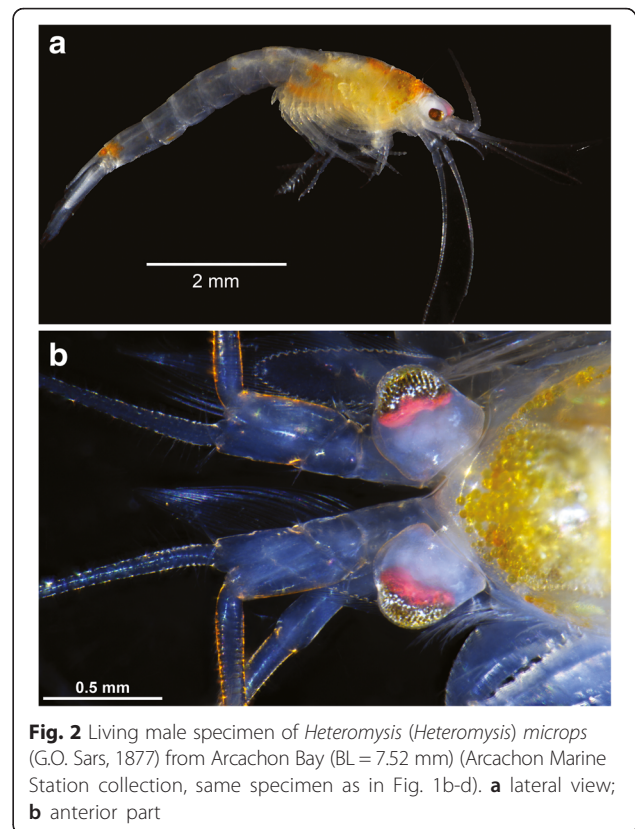 a
2 mm
b
0.5 mm
Fig. 2 Living male specimen of Heteromysis (Heteromysis) microps
(G.O. Sars, 1877) from Arcachon Bay (BL = 7.52 mm) (Arcachon Marine
Station collection, same specimen as in Fig. 1b-d). a lateral view;
b anterior part